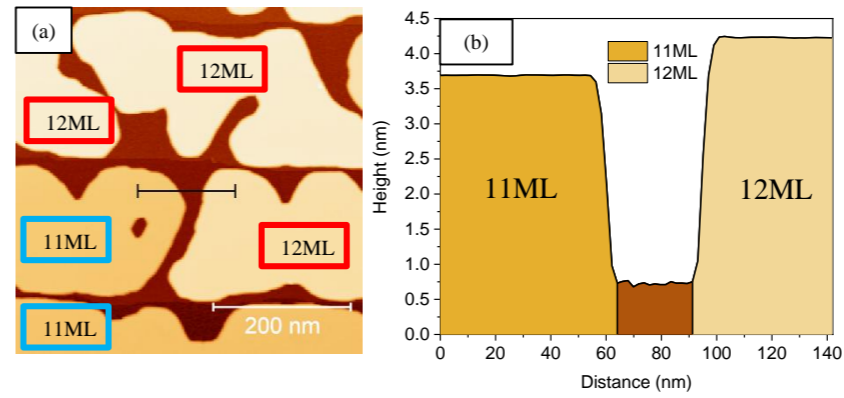 (a)
12ML
12ML
11ML
12ML
11ML
200 nm
(b)
11ML
12ML
Height (nm)
4.5
4.0
3.5
3.0
2.5
2.0
1.5
1.0
0.5
0.0
11ML
12ML
0 20 40 60 80 100 120 140
Distance (nm)